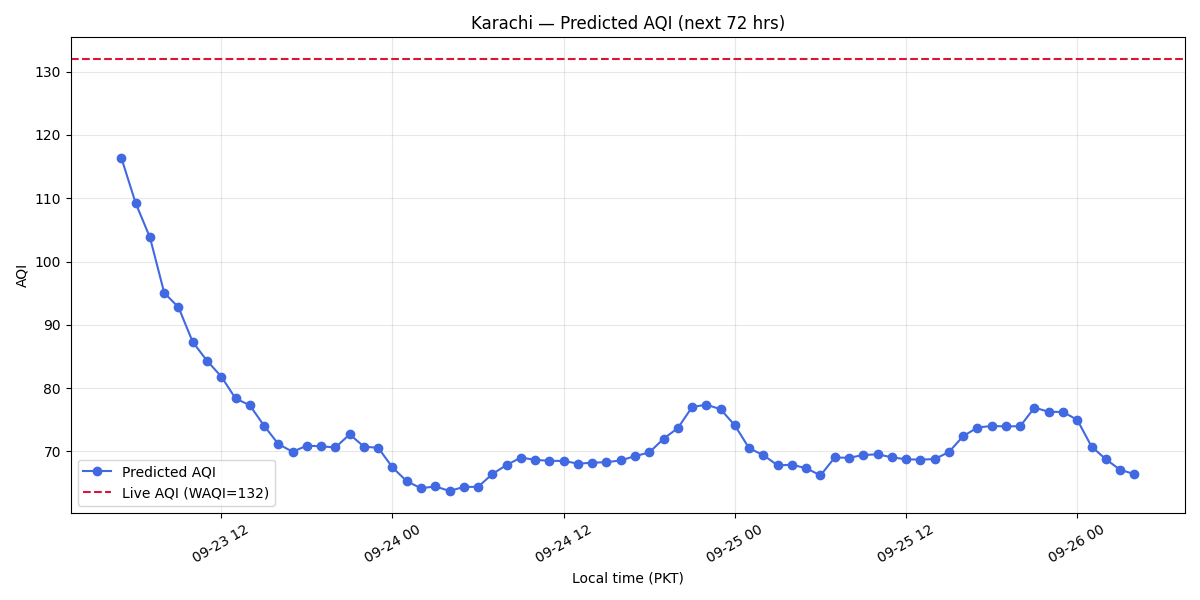 Karachi — Predicted AQI (next 72 hrs)
AQI
130
120
110
100
90
80
70
Predicted AQI
Live AQI (WAQI=132)
09-23 12
09-24 00
09-24 12
09-25 00
09-25 12
09-26 00
Local time (PKT)